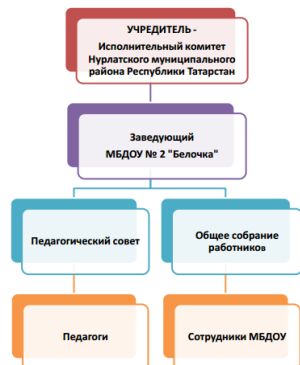 УЧРЕДИТЕЛЬ -
Исполнительный комитет
Нурлатского муниципального
района Республики Татарстан
Заведующий
МБДОУ № 2 "Белочка"
Педагогический совет
Общее собрание
работников
Педагоги
Сотрудники МБДОУ